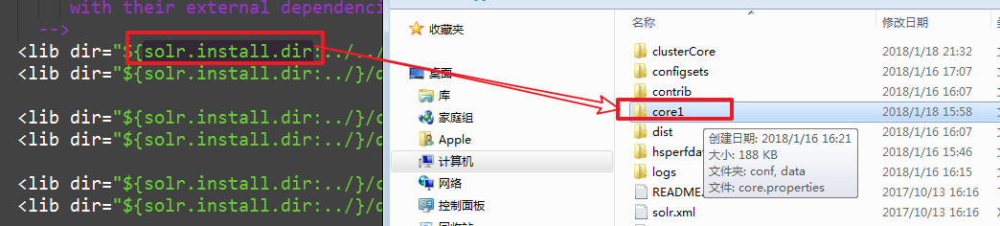 with their external dependenci
-->
<lib dir="${solr.install.dir:../../
<lib dir="${solr.install.dir:../}/d
<lib dir="${solr.install.dir:../}/c
<lib dir="${solr.install.dir:../}/d
<lib dir="${solr.install.dir:../}/c
<lib dir="${solr.install.dir:../}/d
收藏夹
桌面
库
家庭组
Apple
计算机
网络
控制面板
回收站
名称 修改日期
clusterCore 2018/1/18 21:32
configsets 2018/1/16 17:07
contrib 2018/1/16 16:07
core1 2018/1/18 15:58
dist 2018/1/16 16:07
hsperfdat 2018/1/16 15:46
logs 2018/1/16 16:15
README. 2017/10/13 16:16
solr.xml 2017/10/13 16:16
创建日期: 2018/1/16 16:21
大小: 188 KB
文件夹: conf, data
文件: core.properties